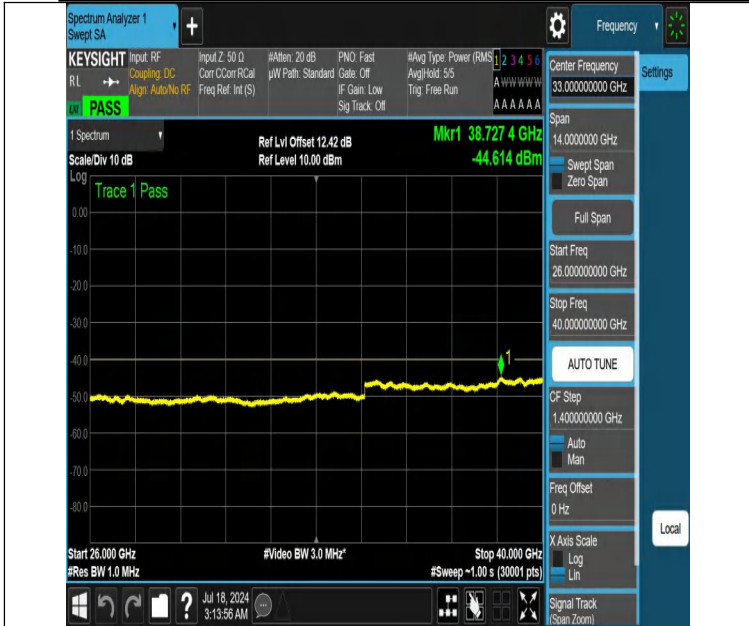 Spectrum Analyzer 1
Swept SA
+
Frequency
KEYSIGHT
RL
LXI
PASS
Input: RF
Coupling: DC
Align: Auto/No RF
Input Z: 50 Ω
Corr CCorr RCal
Freq Ref: Int (S)
#Atten: 20 dB
µW Path: Standard
PNO: Fast
Gate: Off
IF Gain: Low
Sig Track: Off
#Avg Type: Power (RMS
Avg|Hold: 5/5
Trig: Free Run
1 2 3 4 5 6
A W W W W W
A A A A A A
1 Spectrum
Scale/Div 10 dB
Ref Lvl Offset 12.42 dB
Ref Level 10.00 dBm
Mkr1 38.727 4 GHz
-44.614 dBm
Log
Trace 1 Pass
0.00
-10.0
-20.0
-30.0
-40.0
-50.0
-60.0
-70.0
-80.0
1
Start 26.000 GHz
#Res BW 1.0 MHz
#Video BW 3.0 MHz*
Stop 40.000 GHz
#Sweep ~1.00 s (30001 pts)
?
Jul 18, 2024
3:13:56 AM
Center Frequency
33.000000000 GHz
Settings
Span
14.0000000 GHz
Swept Span
Zero Span
Full Span
Start Freq
26.000000000 GHz
Stop Freq
40.000000000 GHz
AUTO TUNE
CF Step
1.400000000 GHz
Auto
Man
Freq Offset
0 Hz
X Axis Scale
Log
Lin
Local
Signal Track
(Span Zoom)